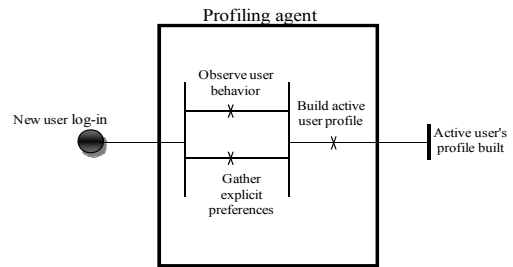 Profiling agent
Observe user
behavior
Build active
user profile
New user log-in
Active user's
profile built
Gather
explicit
preferences